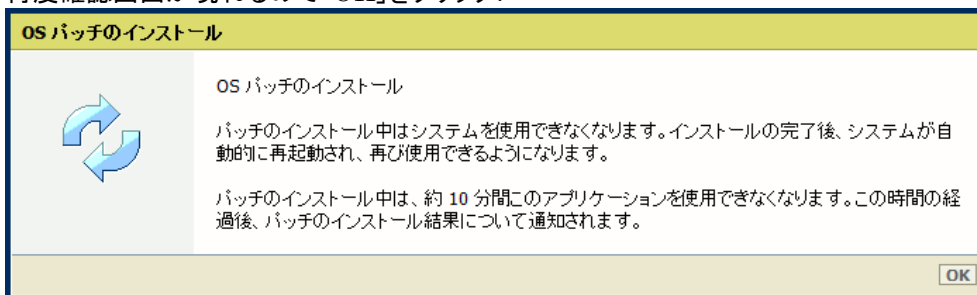 OS パッチのインストール
OS パッチのインストール
パッチのインストール中はシステムを使用できなくなります。インストールの完了後、システムが自
動的に再起動され、再び使用できるようになります。
パッチのインストール中は、約 10 分間このアプリケーションを使用できなくなります。この時間の経
過後、パッチのインストール結果について通知されます。
OK